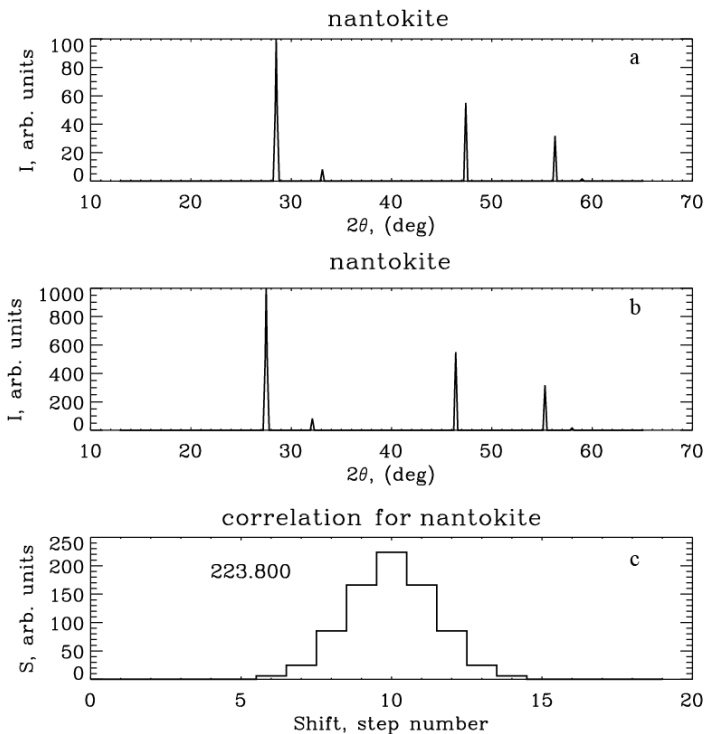 nantokite
a
100
80
60
40
20
0
I, arb. units
10 20 30 40 50 60 70
2θ, (deg)
nantokite
b
1000
800
600
400
200
0
I, arb. units
10 20 30 40 50 60 70
2θ, (deg)
correlation for nantokite
c
223.800
250
200
150
100
50
0
S, arb. units
0 5 10 15 20
Shift, step number